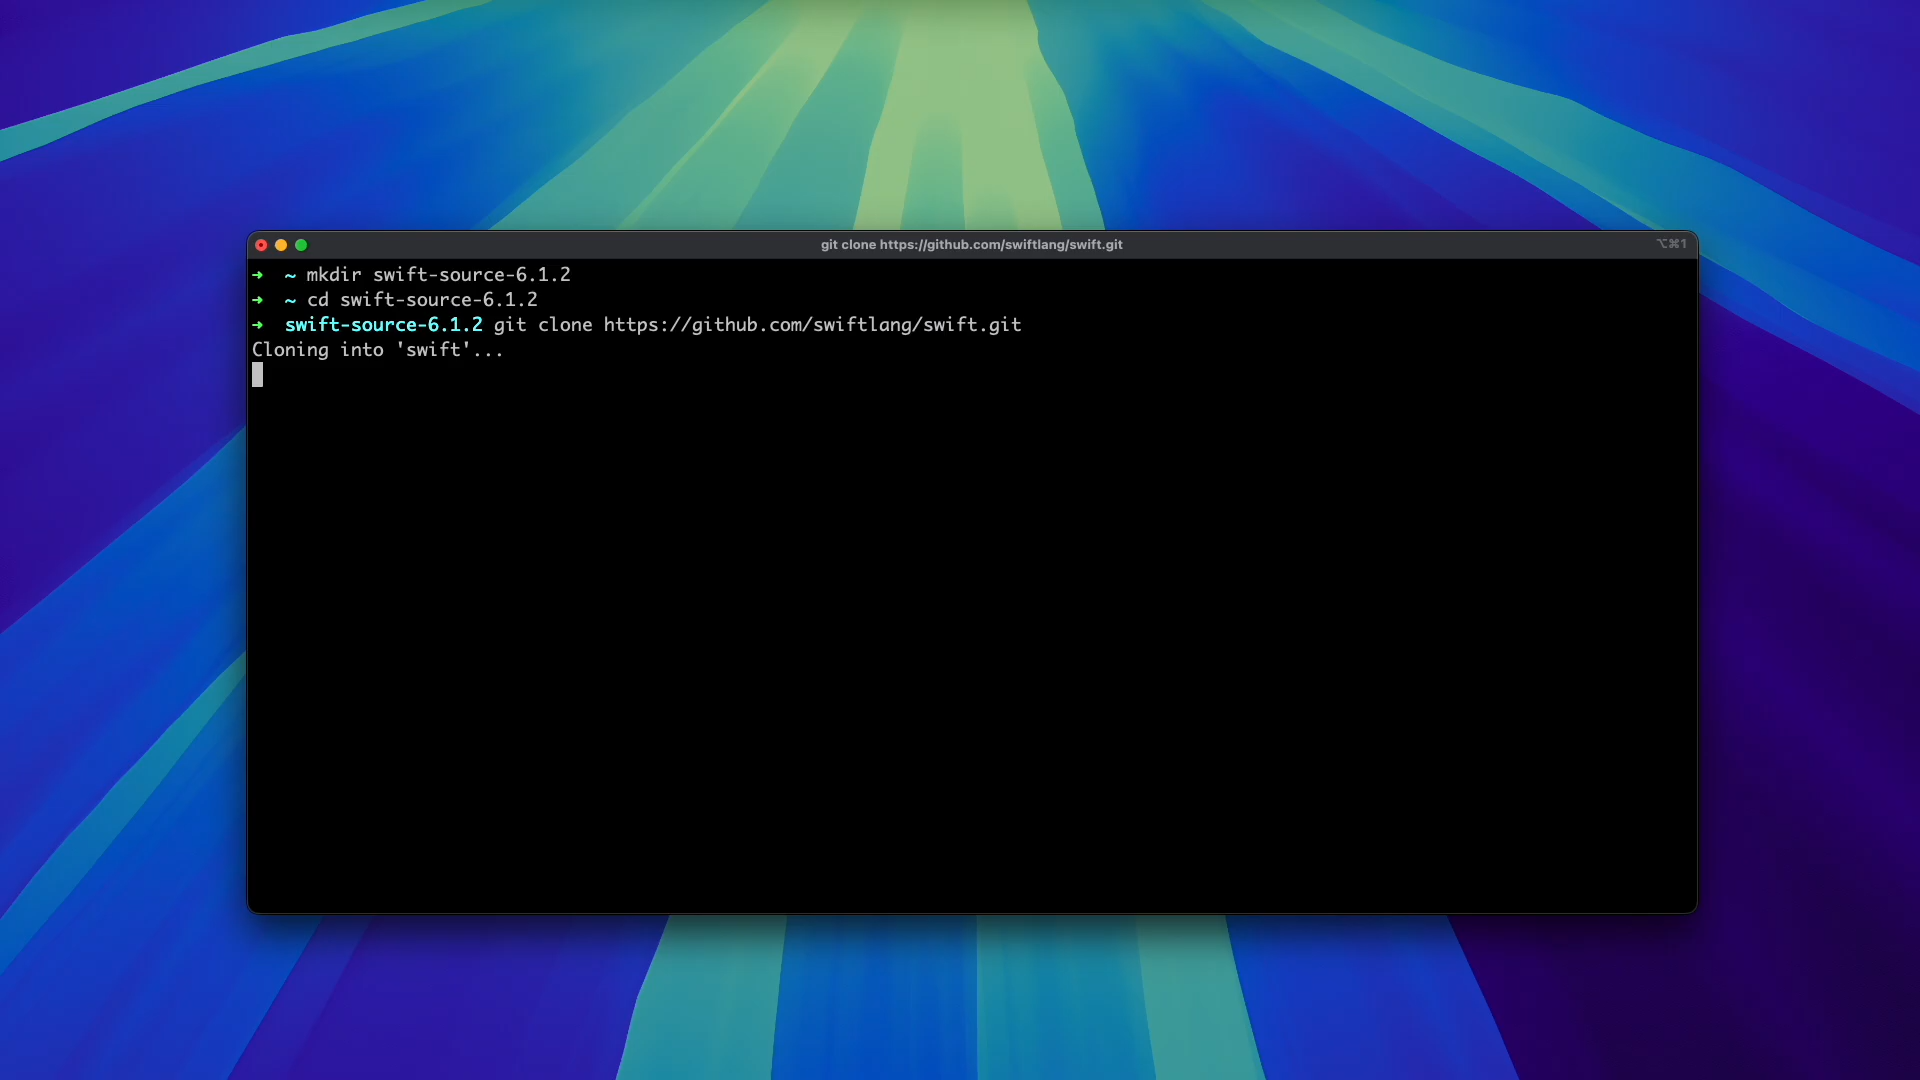 git clone https://github.com/swiftlang/swift.git
⌥⌘1
➜ ~ mkdir swift-source-6.1.2
➜ ~ cd swift-source-6.1.2
➜ swift-source-6.1.2 git clone https://github.com/swiftlang/swift.git
Cloning into 'swift'...